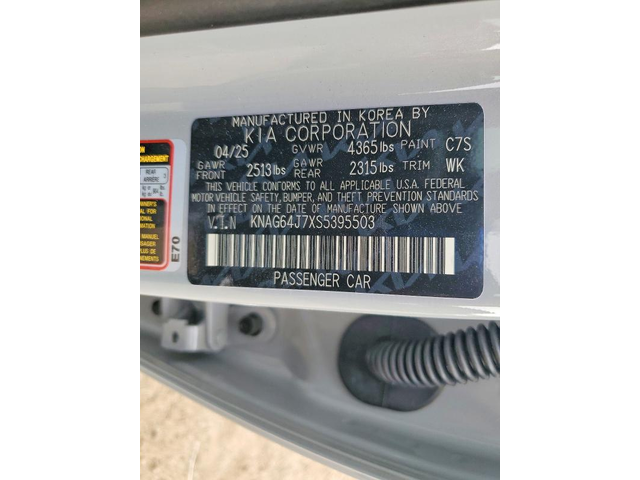 MANUFACTURED IN KOREA BY
KIA CORPORATION
04/25 GVWR 4365lbs PAINT C7S
GAWR FRONT 2513lbs GAWR REAR 2315lbs TRIM WK
THIS VEHICLE CONFORMS TO ALL APPLICABLE U.S.A. FEDERAL
MOTOR VEHICLE SAFETY, BUMPER, AND THEFT PREVENTION STANDARDS
IN EFFECT ON THE DATE OF MANUFACTURE SHOWN ABOVE.
V.I.N KNAG64J7XS5395503
PASSENGER CAR
E70
REAR
ARRIERE